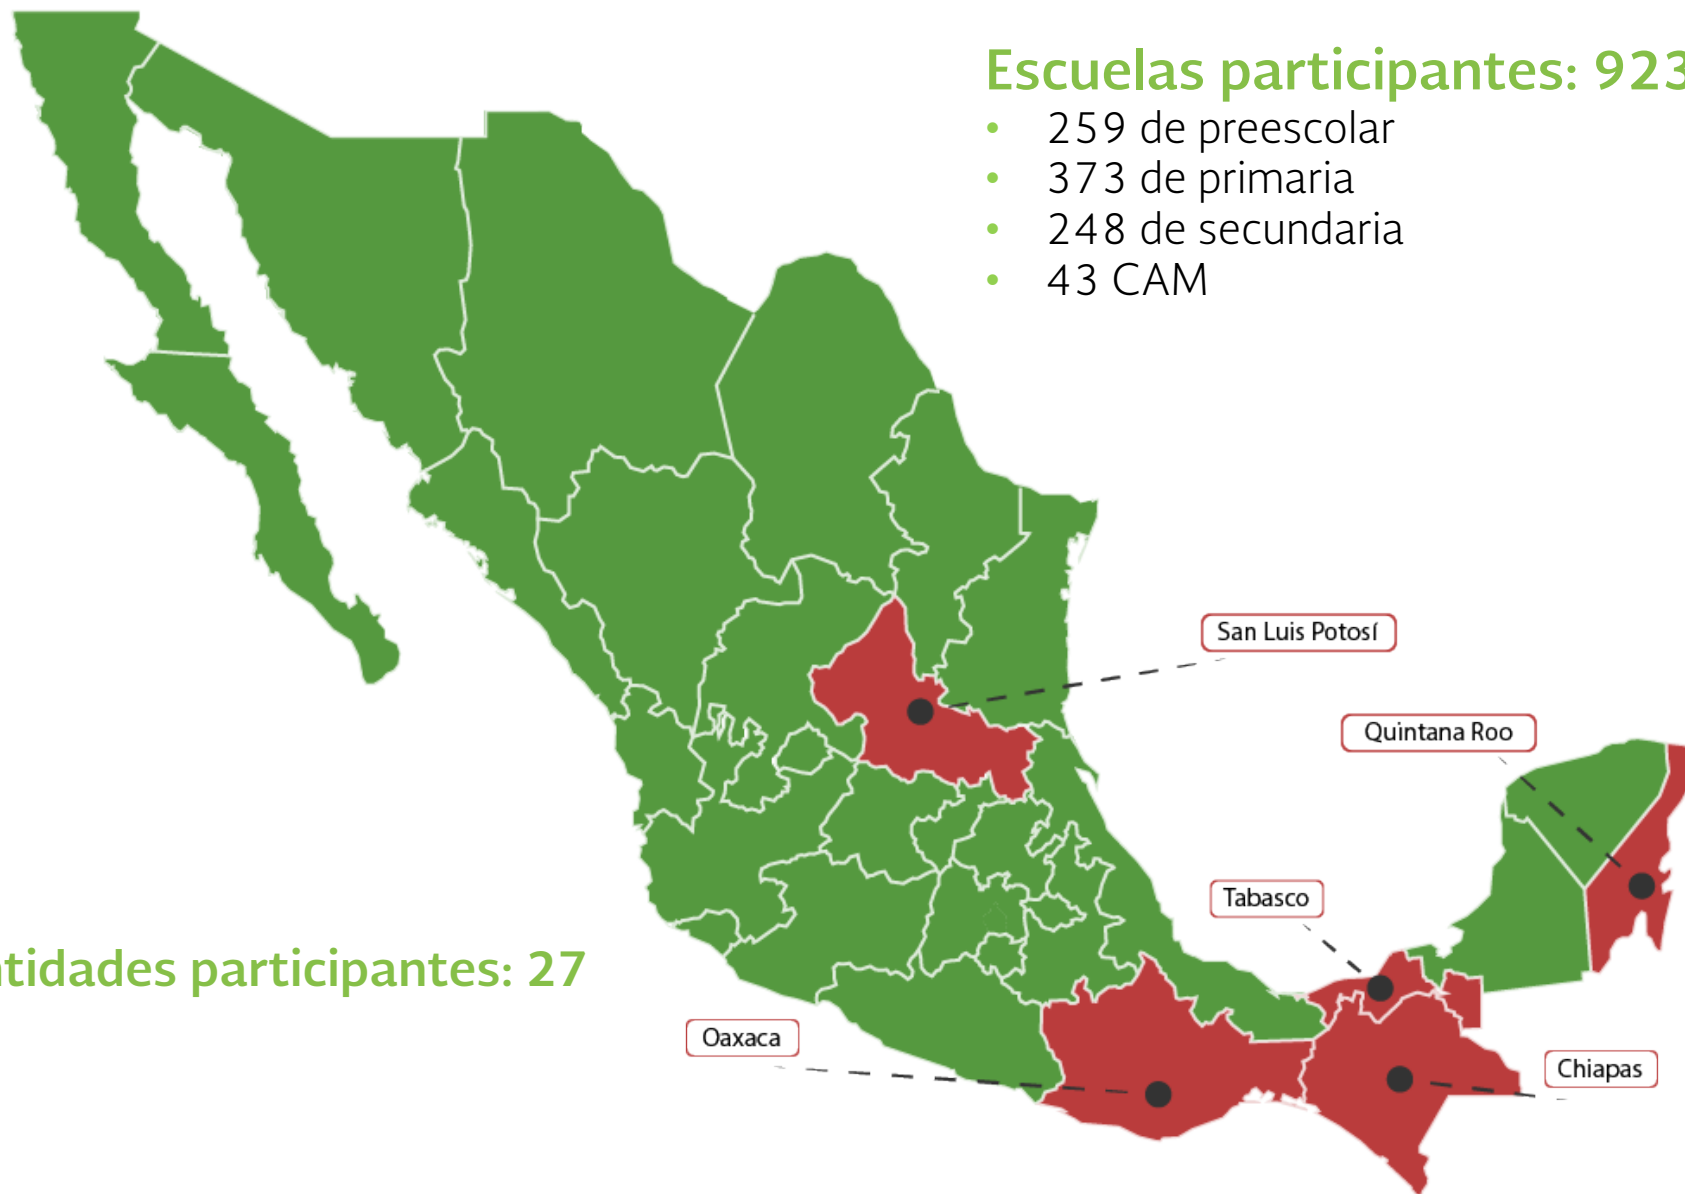 Escuelas participantes: 923
• 259 de preescolar
• 373 de primaria
• 248 de secundaria
• 43 CAM
San Luis Potosí
Quintana Roo
Tabasco
ntidades participantes: 27
Oaxaca
Chiapas